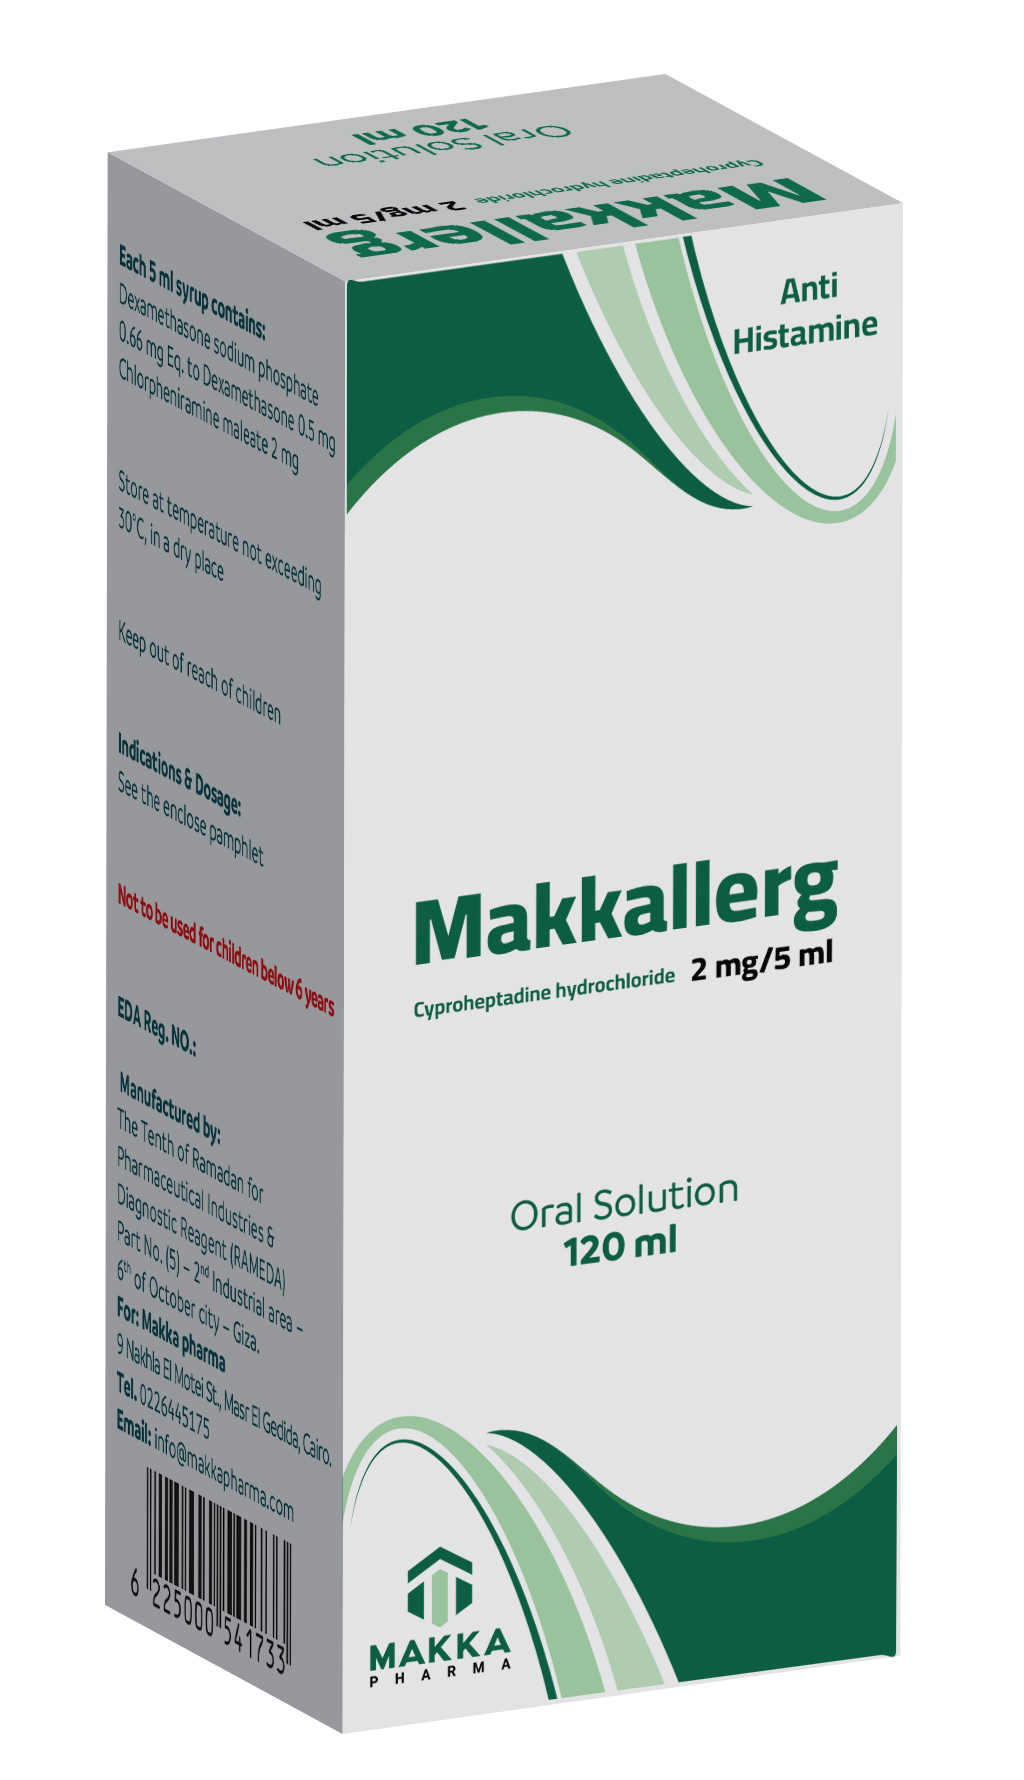 Oral Solution
120 ml
Makkallerg
Cyproheptadine hydrochloride 2 mg/5 ml
Anti
Histamine
Makkallerg
Cyproheptadine hydrochloride 2 mg/5 ml
Oral Solution
120 ml
MAKKA
PHARMA
Each 5 ml syrup contains:
Dexamethasone sodium phosphate
0.66 mg Eq. to Dexamethasone 0.5 mg
Chlorpheniramine maleate 2 mg
Store at temperature not exceeding
30°C, in a dry place
Keep out of reach of children
Indications & Dosage:
See the enclose pamphlet
Not to be used for children below 6 years
EDA Reg. NO.:
Manufactured by:
The Tenth of Ramadan for
Pharmaceutical Industries &
Diagnostic Reagent (RAMEDA)
Part No. (5) – 2nd Industrial area –
6th of October city – Giza.
For: Makka pharma
9 Nakhla El Motei St., Masr El Gedida, Cairo.
Tel. 0226445175
Email: info@makkapharma.com
6 225000 541733